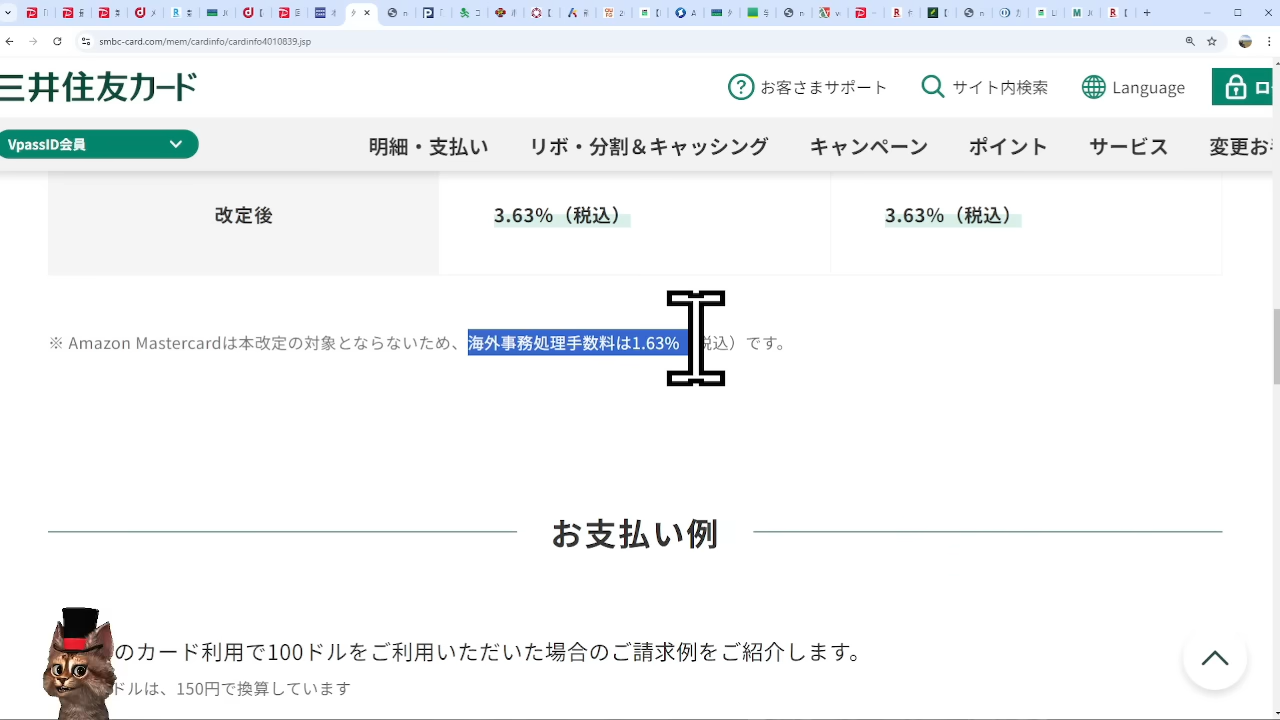 smbc-card.com/mem/cardinfo/cardinfo4010839.jsp
三井住友カード
お客さまサポート
サイト内検索
Language
VpassID会員
明細・支払い
リボ・分割＆キャッシング
キャンペーン
ポイント
サービス
変更お
改定後
3.63%（税込）
3.63%（税込）
※ Amazon Mastercardは本改定の対象とならないため、海外事務処理手数料は1.63% 税込）です。
お支払い例
のカード利用で100ドルをご利用いただいた場合のご請求例をご紹介します。
ドルは、150円で換算しています